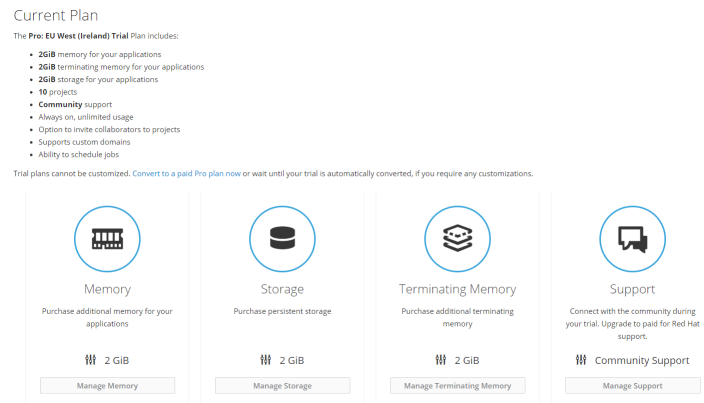 Current Plan
The Pro: EU West (Ireland) Trial Plan includes:
2GiB memory for your applications
2GiB terminating memory for your applications
2GiB storage for your applications
10 projects
Community support
Always on, unlimited usage
Option to invite collaborators to projects
Supports custom domains
Ability to schedule jobs
Trial plans cannot be customized. Convert to a paid Pro plan now or wait until your trial is automatically converted, if you require any customizations.
Memory
Purchase additional memory for your
applications
2 GiB
Manage Memory
Storage
Purchase persistent storage
2 GiB
Manage Storage
Terminating Memory
Purchase additional terminating
memory
2 GiB
Manage Terminating Memory
Support
Connect with the community during
your trial. Upgrade to paid for Red Hat
support.
Community Support
Manage Support